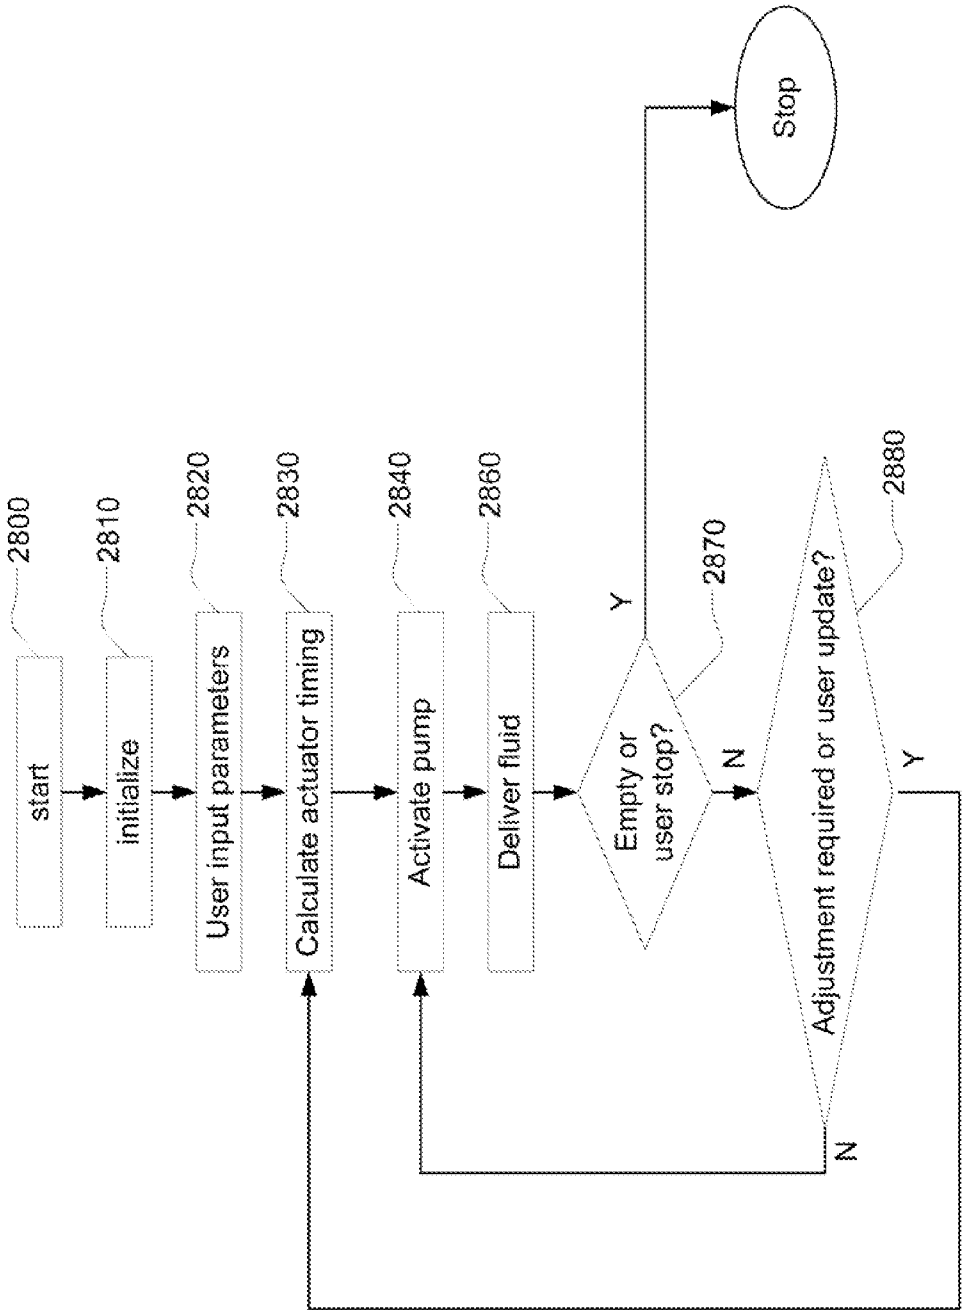 start
2800
initialize
2810
User input parameters
2820
Calculate actuator timing
2830
Activate pump
2840
Deliver fluid
2860
Empty or
user stop?
2870
Y
Stop
N
Adjustment required or user update?
2880
N
Y